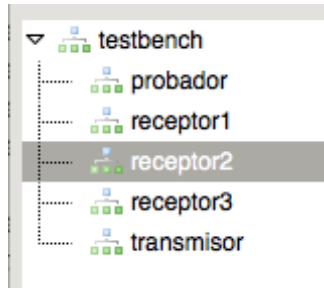 testbench
probador
receptor1
receptor2
receptor3
transmisor